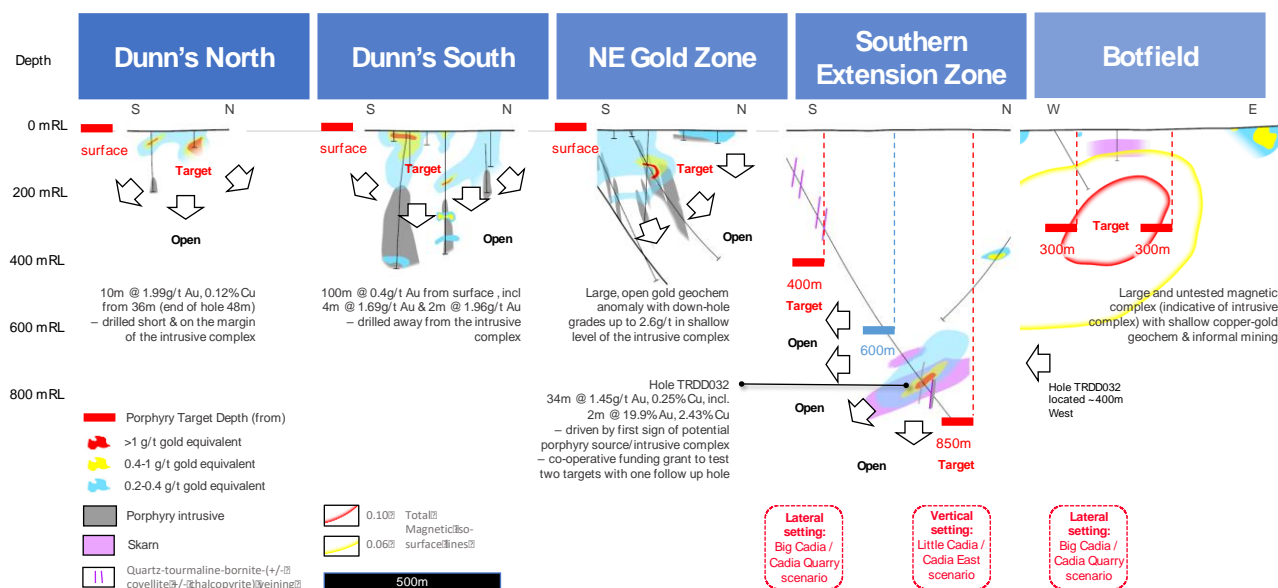 Depth
Dunn's North
Dunn's South
NE Gold Zone
Southern
Extension Zone
Botfield
S N
S N
S N
S N
W E
0 mRL
200 mRL
400 mRL
600 mRL
800 mRL
surface
Target
Open
10m @ 1.99g/t Au, 0.12%Cu
from 36m (end of hole 48m)
– drilled short & on the margin
of the intrusive complex
surface
Target
Open
100m @ 0.4g/t Au from surface , incl
4m @ 1.69g/t Au & 2m @ 1.96g/t Au
– drilled away from the intrusive
complex
surface
Target
Open
Large, open gold geochem
anomaly with down-hole
grades up to 2.6g/t in shallow
level of the intrusive complex
Hole TRDD032
34m @ 1.45g/t Au, 0.25%Cu, incl.
2m @ 19.9%Au, 2.43%Cu
– driven by first sign of potential
porphyry source/intrusive complex
– co-operative funding grant to test
two targets with one follow up hole
400m
Target
Open
600m
Open
Open
850m
Target
Target
300m
300m
Large and untested magnetic
complex (indicative of intrusive
complex) with shallow copper-gold
geochem & informal mining
Hole TRDD032
located ~400m
West
Porphyry Target Depth (from)
>1 g/t gold equivalent
0.4-1 g/t gold equivalent
0.2-0.4 g/t gold equivalent
Porphyry intrusive
Skarn
Quartz-tourmaline-bornite-(+/-
covellite +/- chalcopyrite) veining
0.10 Total
Magnetic Iso-
0.06 surface lines
500m
Lateral
setting:
Big Cadia /
Cadia Quarry
scenario
Vertical
setting:
Little Cadia /
Cadia East
scenario
Lateral
setting:
Big Cadia /
Cadia Quarry
scenario